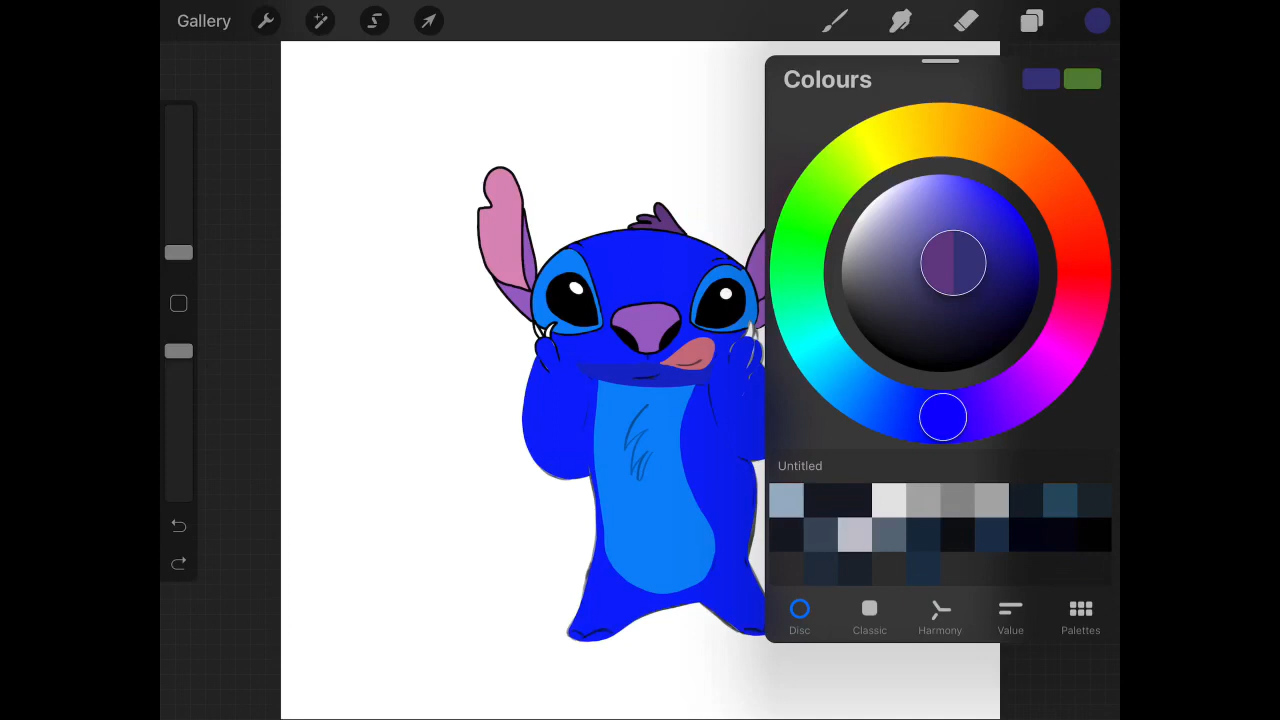 Gallery
Colours
Untitled
Disc
Classic
Harmony
Value
Palettes